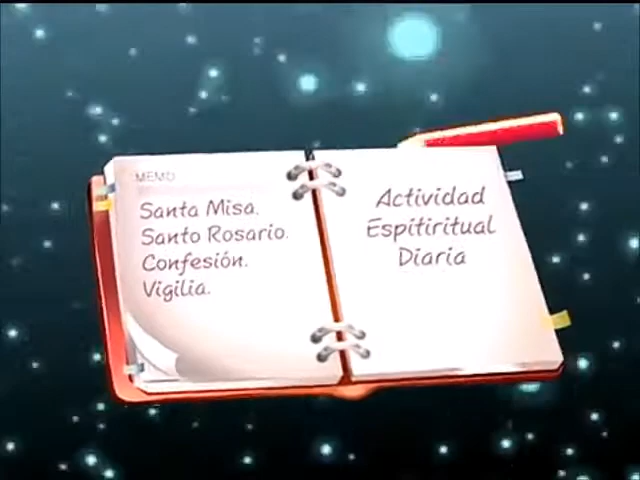 MEMO
Santa Misa.
Santo Rosario.
Confesión.
Vigilia.
Actividad
Espitiritual
Diaria